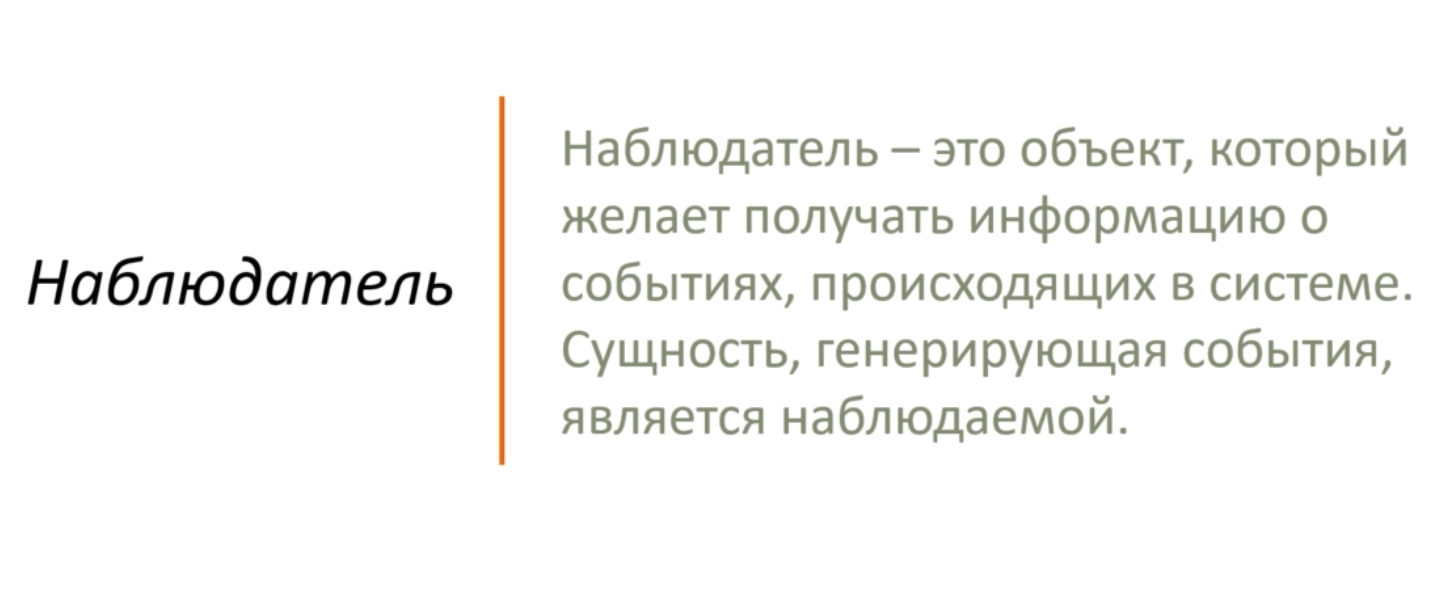 Наблюдатель
Наблюдатель – это объект, который
желает получать информацию о
событиях, происходящих в системе.
Сущность, генерирующая события,
является наблюдаемой.